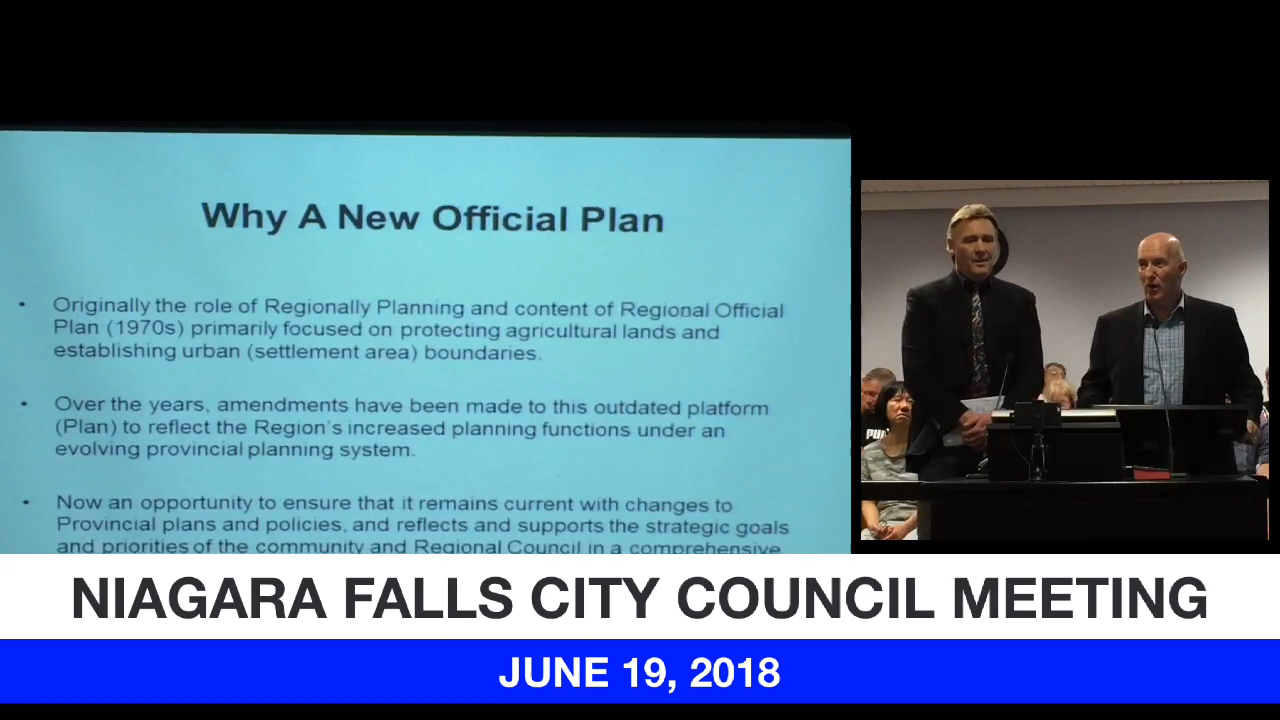 Why A New Official Plan
• Originally the role of Regionally Planning and content of Regional Official
Plan (1970s) primarily focused on protecting agricultural lands and
establishing urban (settlement area) boundaries.
• Over the years, amendments have been made to this outdated platform
(Plan) to reflect the Region's increased planning functions under an
evolving provincial planning system.
• Now an opportunity to ensure that it remains current with changes to
Provincial plans and policies, and reflects and supports the strategic goals
and priorities of the community and Regional Council in a comprehensive
NIAGARA FALLS CITY COUNCIL MEETING
JUNE 19, 2018